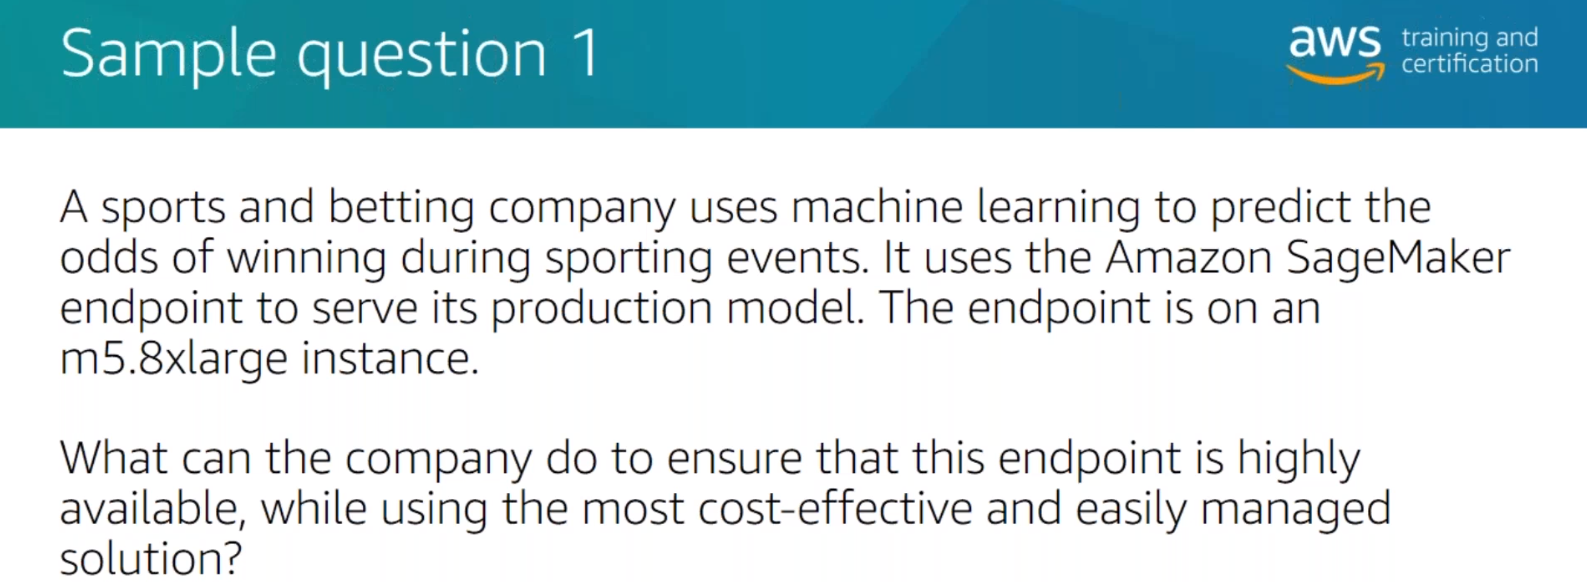 Sample question 1
aws training and
certification
A sports and betting company uses machine learning to predict the
odds of winning during sporting events. It uses the Amazon SageMaker
endpoint to serve its production model. The endpoint is on an
m5.8xlarge instance.
What can the company do to ensure that this endpoint is highly
available, while using the most cost-effective and easily managed
solution?